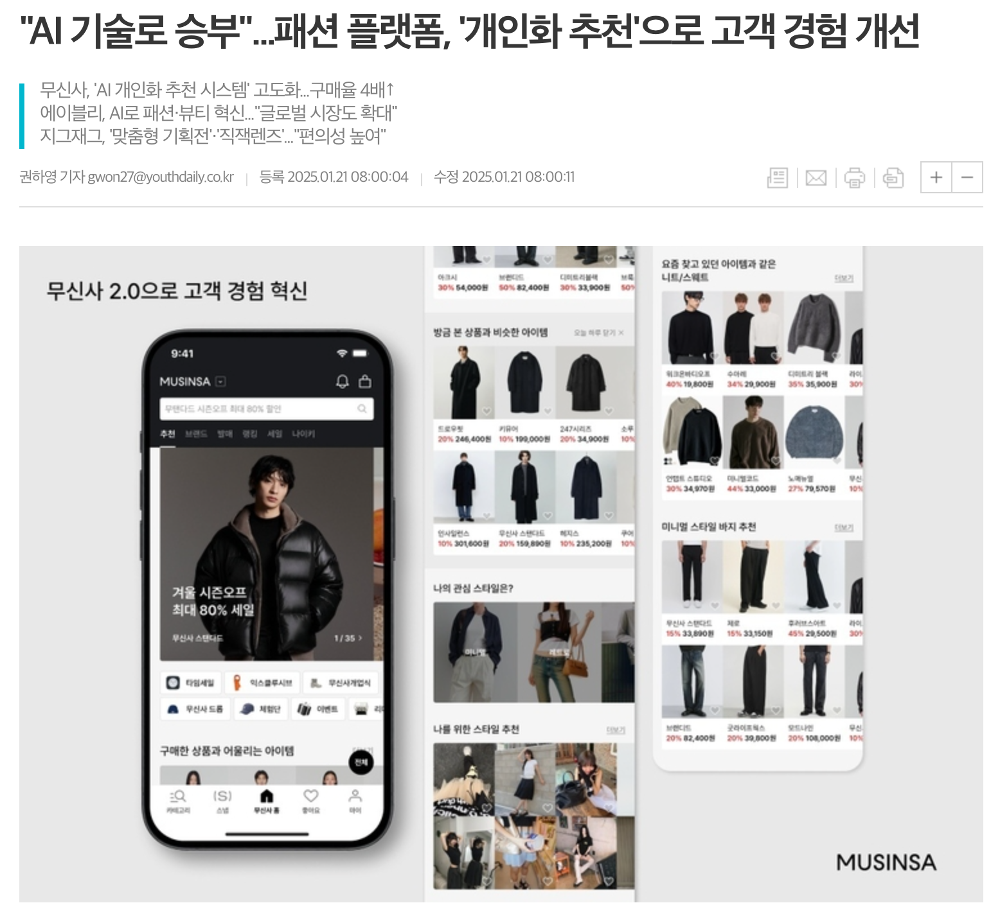 "AI 기술로 승부"...패션 플랫폼, '개인화 추천'으로 고객 경험 개선
무신사, 'AI 개인화 추천 시스템' 고도화...구매율 4배↑
에이블리, AI로 패션·뷰티 혁신..."글로벌 시장도 확대"
지그재그, '맞춤형 기획전'·'직잭렌즈'..."편의성 높여"
권하영 기자 gwon27@youthdaily.co.kr
등록 2025.01.21 08:00:04
수정 2025.01.21 08:00:11
무신사 2.0으로 고객 경험 혁신
9:41
MUSINSA
무탠다드 시즌오프 최대 80% 할인
추천 브랜드 발매 랭킹 세일 나이키
겨울 시즌오프
최대 80% 세일
무신사 스탠다드
1 / 35 >
타임세일 익스클루시브 무신사개업식
무신사 드롭 체험단 이벤트
구매한 상품과 어울리는 아이템
더보기
전체
카테고리 스냅 무신사 홈 좋아요 마이
아크시 브랜디드 디미트리블랙
30% 54,000원 50% 82,400원 30% 33,900원 50%
방금 본 상품과 비슷한 아이템
오늘 하루 닫기 ×
드로우핏 키뮤어 247시리즈
20% 246,400원 10% 199,000원 20% 34,900원 10%
인사일런스 무신사 스탠다드 헤지스
10% 301,600원 20% 159,890원 10% 235,200원 10%
나의 관심 스타일은?
미니멀 레트로
나를 위한 스타일 추천
더보기
요즘 찾고 있던 아이템과 같은
니트/스웨트
더보기
워크온바디오프 수아레 디미트리 블랙
40% 19,800원 34% 29,900원 35% 35,900원 30%
언탭트 스튜디오 미니멀코드 노매뉴얼
30% 34,970원 44% 33,000원 27% 79,570원 10%
미니멀 스타일 바지 추천
더보기
무신사 스탠다드 제로 후러브스아트
15% 33,890원 15% 33,150원 45% 29,500원 30%
브랜디드 굿라이프웍스 모드나인
20% 82,400원 20% 39,800원 20% 108,000원 10%
MUSINSA